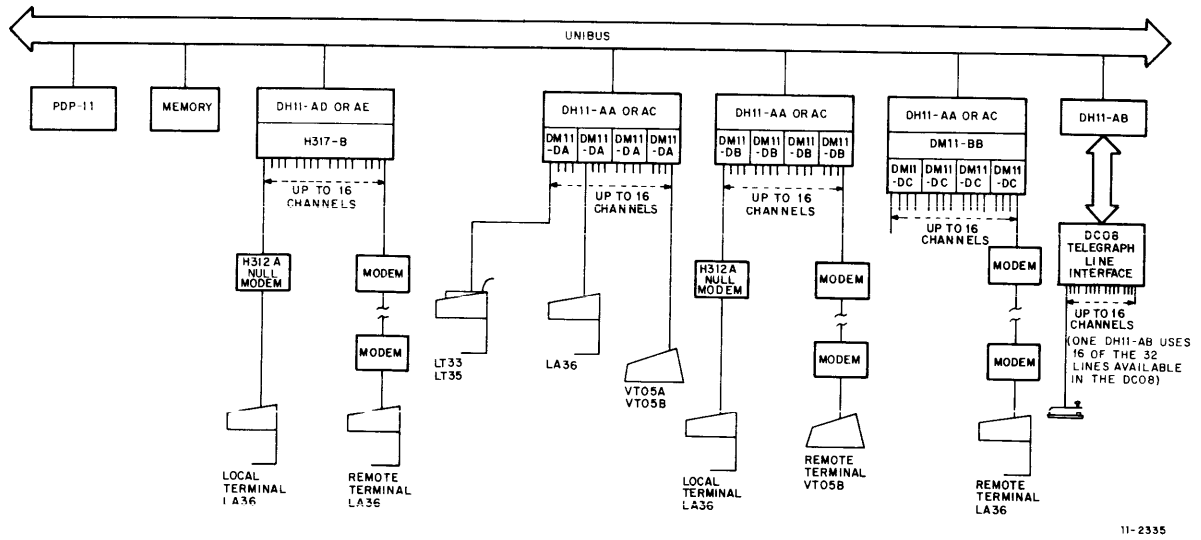 UNIBUS
PDP-11
MEMORY
DH11-AD OR AE
H317-B
UP TO 16
CHANNELS
H312A
NULL
MODEM
MODEM
MODEM
LOCAL
TERMINAL
LA36
REMOTE
TERMINAL
LA36
DH11-AA OR AC
DM11
-DA
DM11
-DA
DM11
-DA
DM11
-DA
UP TO 16
CHANNELS
LT33
LT35
LA36
VT05A
VT05B
DH11-AA OR AC
DM11
-DB
DM11
-DB
DM11
-DB
DM11
-DB
UP TO 16
CHANNELS
H312A
NULL
MODEM
MODEM
MODEM
LOCAL
TERMINAL
LA36
REMOTE
TERMINAL
VT05B
DH11-AA OR AC
DM11-BB
DM11
-DC
DM11
-DC
DM11
-DC
DM11
-DC
UP TO 16
CHANNELS
MODEM
MODEM
REMOTE
TERMINAL
LA36
DH11-AB
DC08
TELEGRAPH
LINE
INTERFACE
UP TO 16
CHANNELS
(ONE DH11-AB USES
16 OF THE 32
LINES AVAILABLE
IN THE DC08)
11-2335